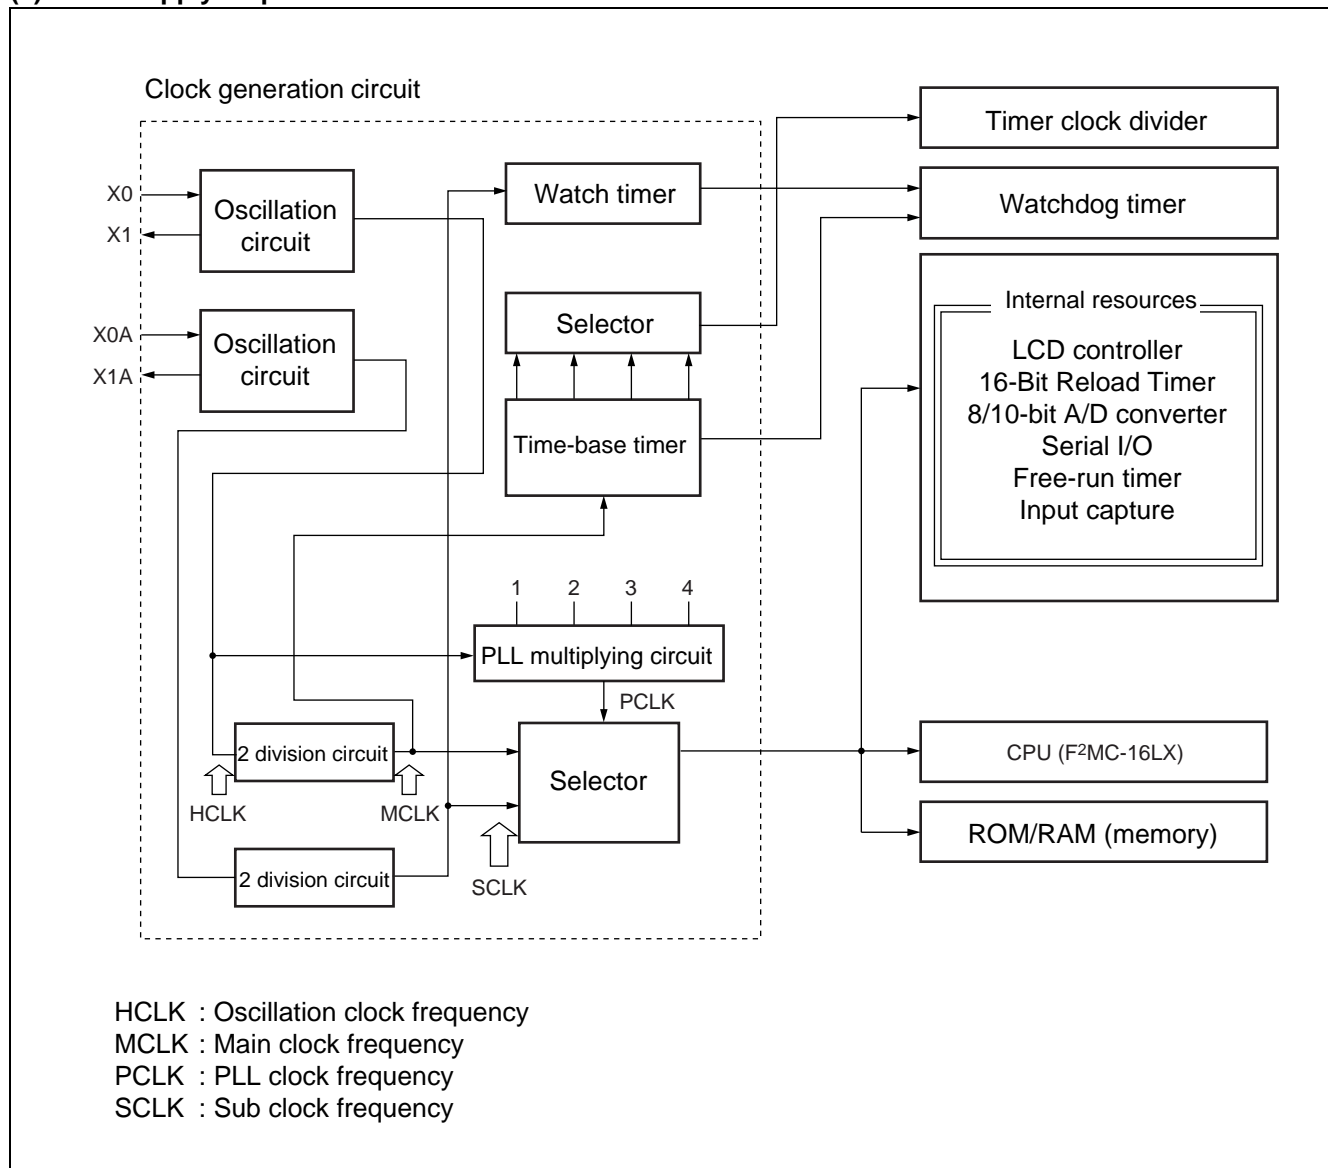 Clock generation circuit
X0
X1
Oscillation
circuit
X0A
X1A
Oscillation
circuit
Watch timer
Selector
Time-base timer
1 2 3 4
PLL multiplying circuit
PCLK
2 division circuit
HCLK
MCLK
Selector
2 division circuit
SCLK
Timer clock divider
Watchdog timer
Internal resources
LCD controller
16-Bit Reload Timer
8/10-bit A/D converter
Serial I/O
Free-run timer
Input capture
CPU (F²MC-16LX)
ROM/RAM (memory)
HCLK : Oscillation clock frequency
MCLK : Main clock frequency
PCLK : PLL clock frequency
SCLK : Sub clock frequency